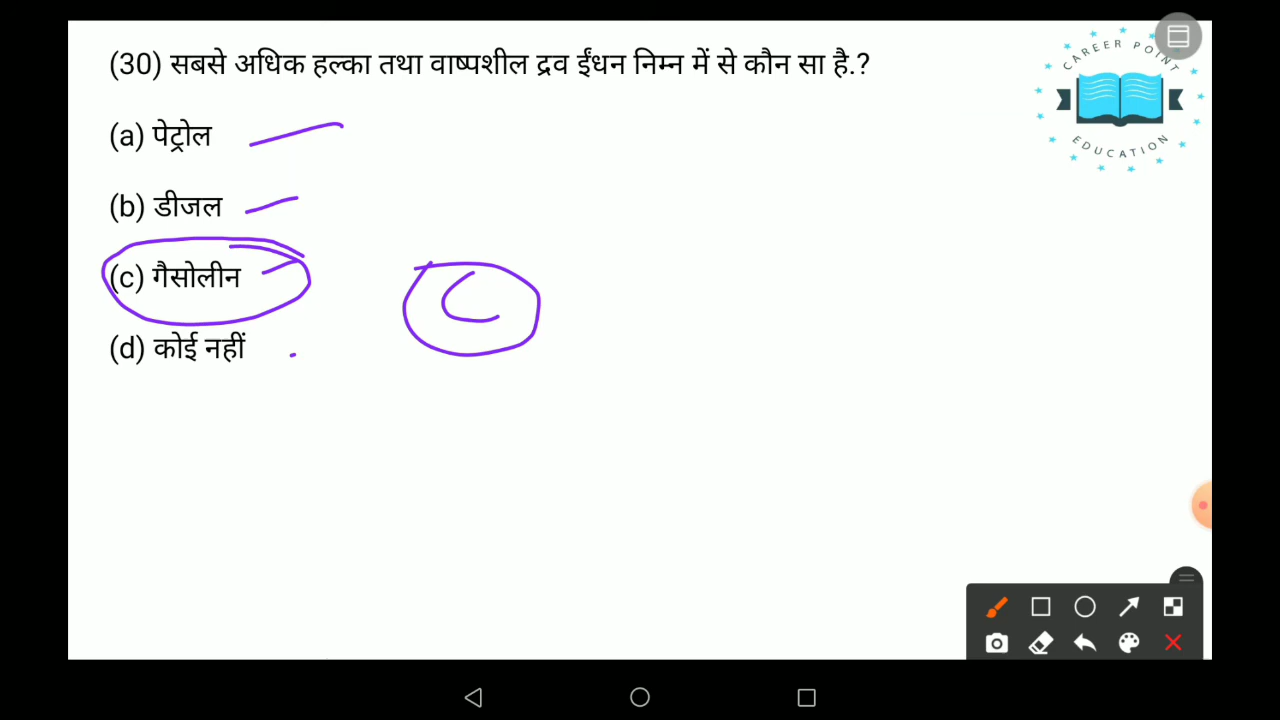 (30) सबसे अधिक हल्का तथा वाष्पशील द्रव ईंधन निम्न में से कौन सा है.?
(a) पेट्रोल
(b) डीजल
(c) गैसोलीन
(d) कोई नहीं
C
CAREER POINT
EDUCATION